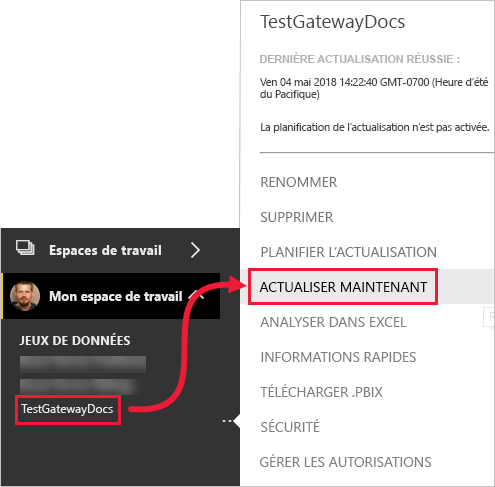 TestGatewayDocs
DERNIÈRE ACTUALISATION RÉUSSIE :
Ven 04 mai 2018 14:22:40 GMT-0700 (Heure d'été
du Pacifique)
La planification de l'actualisation n'est pas activée.
RENOMMER
SUPPRIMER
PLANIFIER L'ACTUALISATION
ACTUALISER MAINTENANT
ANALYSER DANS EXCEL
INFORMATIONS RAPIDES
TÉLÉCHARGER .PBIX
SÉCURITÉ
GÉRER LES AUTORISATIONS
Espaces de travail
Mon espace de travail
JEUX DE DONNÉES
TestGatewayDocs